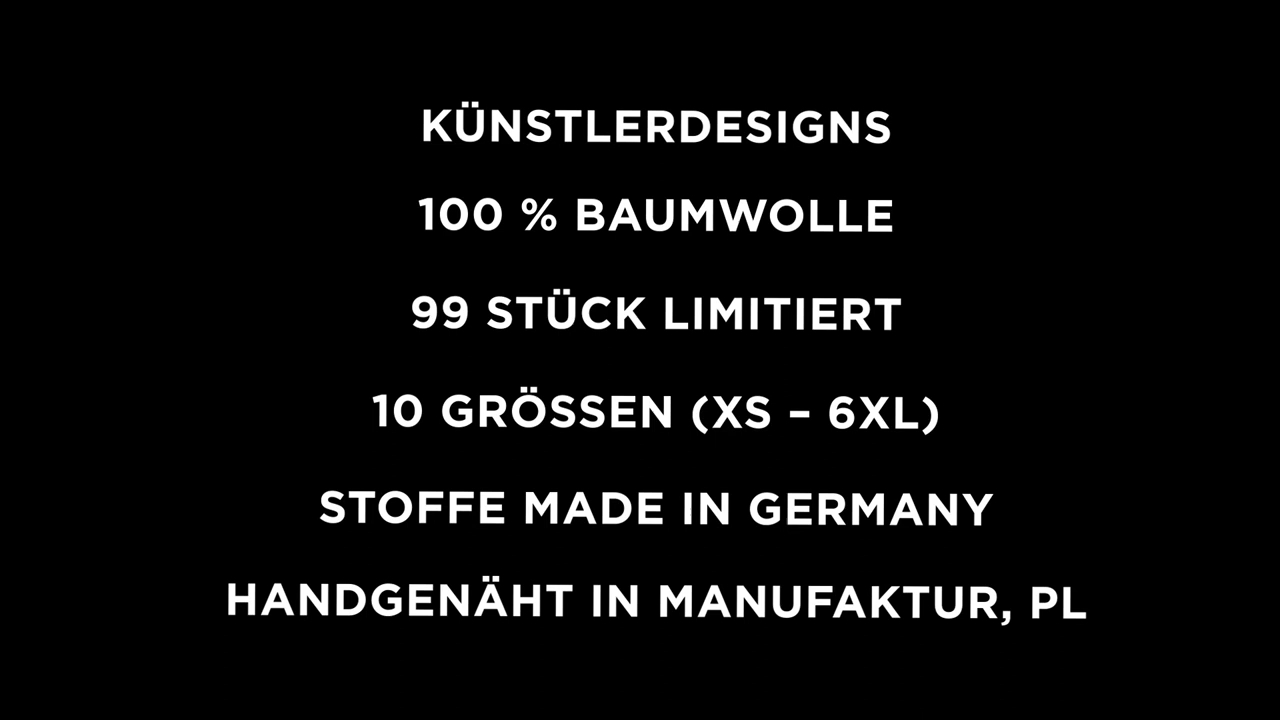 KÜNSTLERDESIGNS
100 % BAUMWOLLE
99 STÜCK LIMITIERT
10 GRÖSSEN (XS – 6XL)
STOFFE MADE IN GERMANY
HANDGENÄHT IN MANUFAKTUR, PL